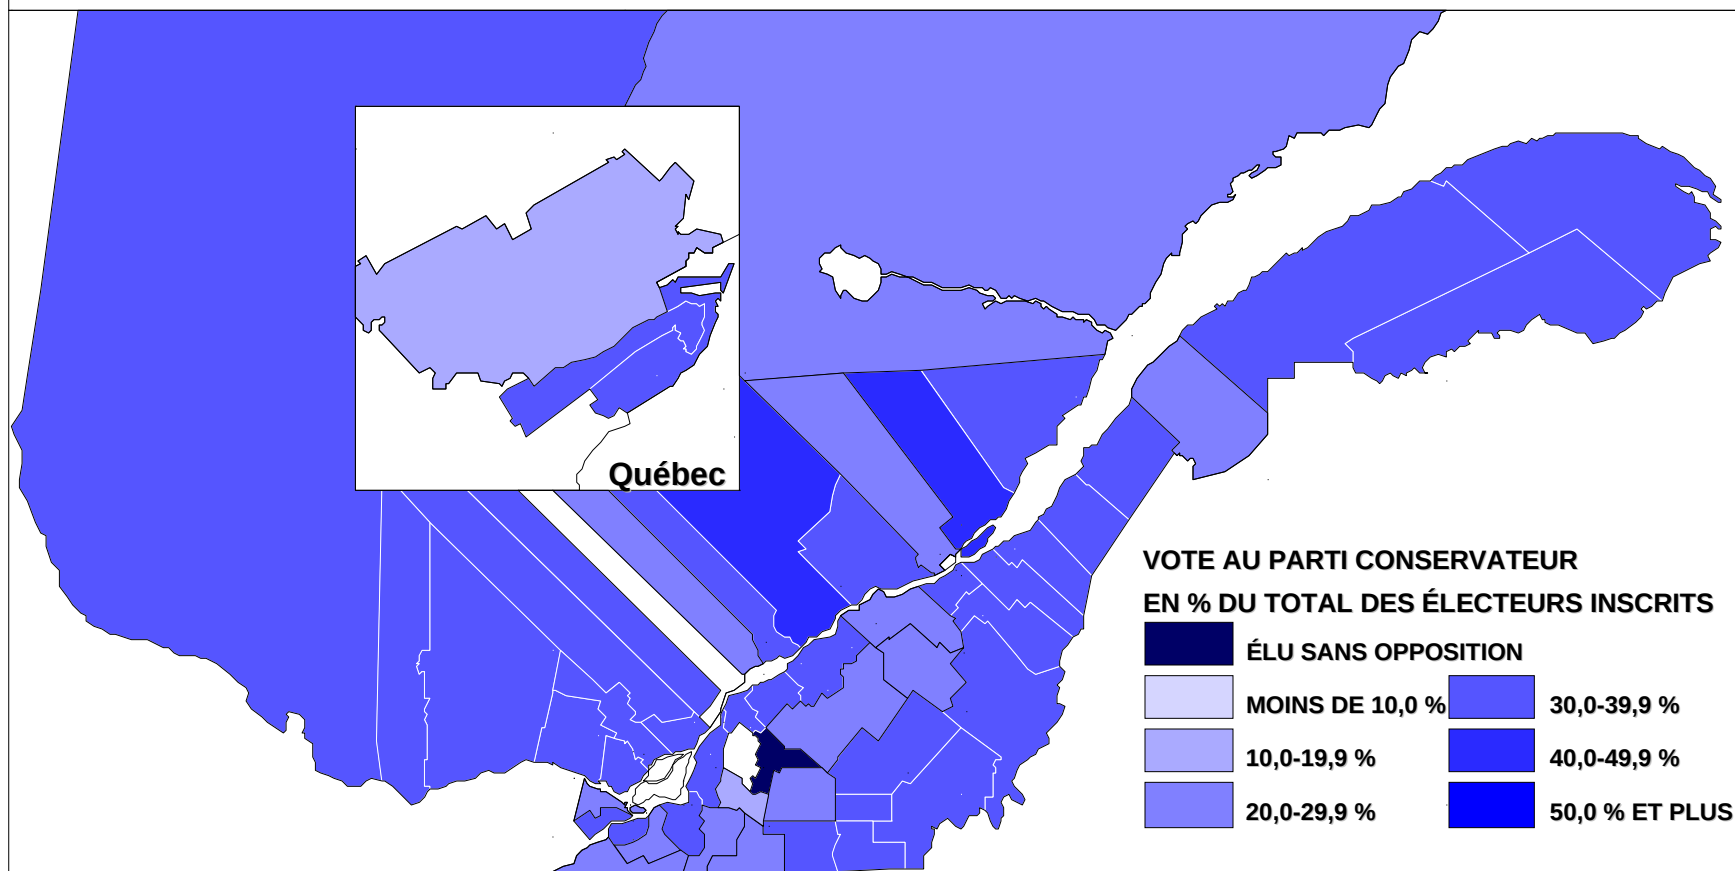 Québec
VOTE AU PARTI CONSERVATEUR
EN % DU TOTAL DES ÉLECTEURS INSCRITS
ÉLU SANS OPPOSITION
MOINS DE 10,0 %
30,0-39,9 %
10,0-19,9 %
40,0-49,9 %
20,0-29,9 %
50,0 % ET PLUS